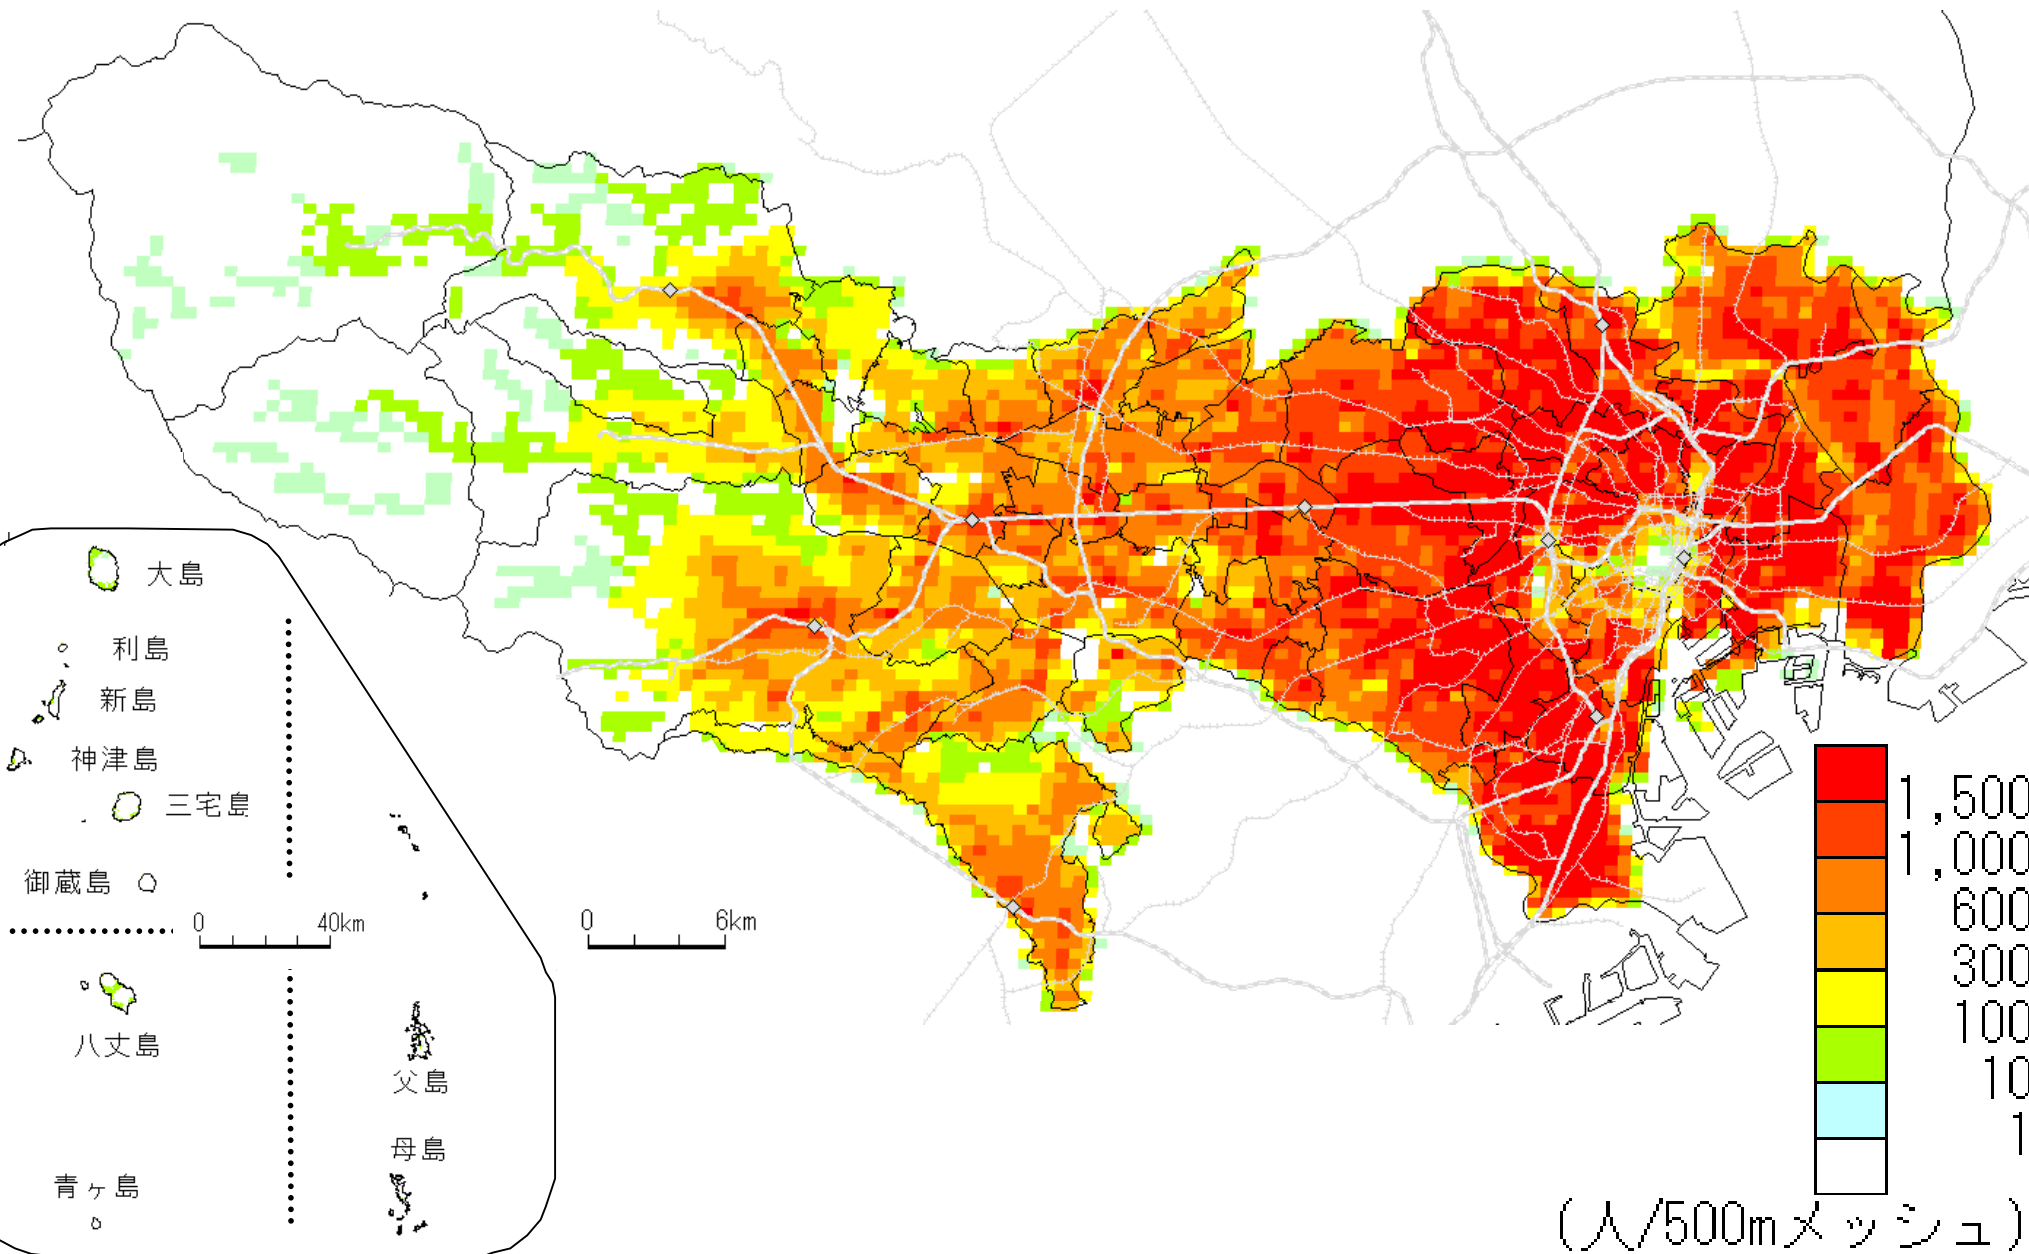 大島
利島
新島
神津島
三宅島
御蔵島
0 40km
0 6km
八丈島
父島
母島
青ヶ島
1,500
1,000
600
300
100
10
1
(人/500mメッシュ)